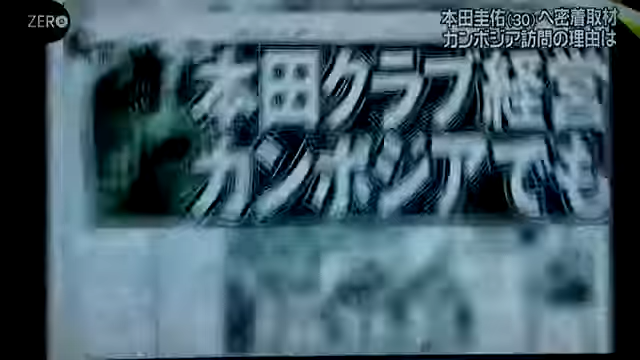 ZERO
本田圭佑(30)へ密着取材
カンボジア訪問の理由は
本田クラブ経営
カンボジアでも